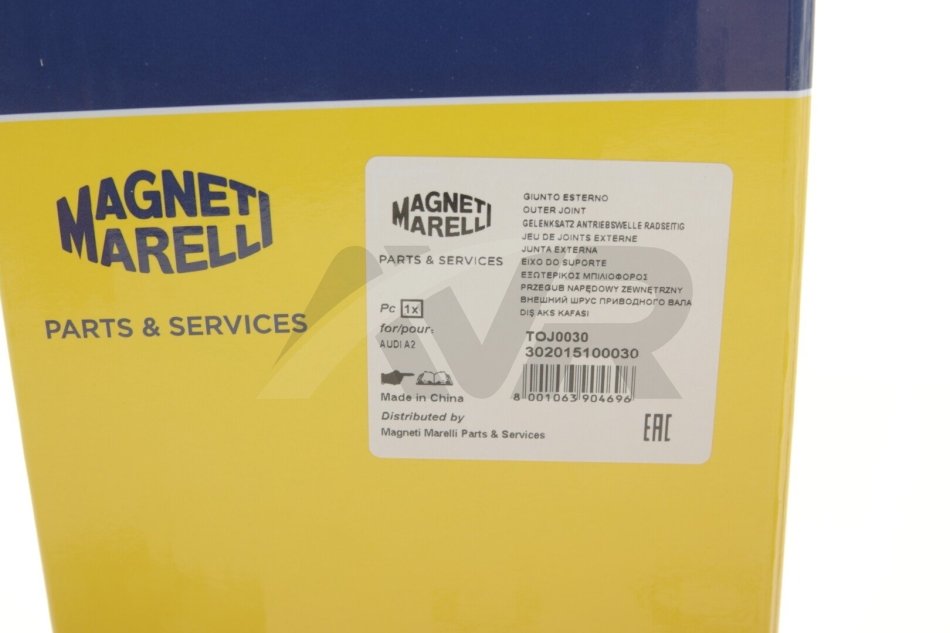 MAGNETI
MARELLI
PARTS & SERVICES
MAGNETI
MARELLI
PARTS & SERVICES
Pc 1x
for/pour:
AUDI A2
Made in China
Distributed by
Magneti Marelli Parts & Services
GIUNTO ESTERNO
OUTER JOINT
GELENKSATZ ANTRIEBSWELLE RADSEITIG
JEU DE JOINTS EXTERNE
JUNTA EXTERNA
EIXO DO SUPORTE
ΕΞΩΤΕΡΙΚΟΣ ΜΠΙΛΙΟΦΟΡΟΣ
PRZEGUB NAPĘDOWY ZEWNĘTRZNY
ВНЕШНИЙ ШРУС ПРИВОДНОГО ВАЛА
DIŞ AKS KAFASI
TOJ0030
302015100030
8 001063 904696
EAC
AVR